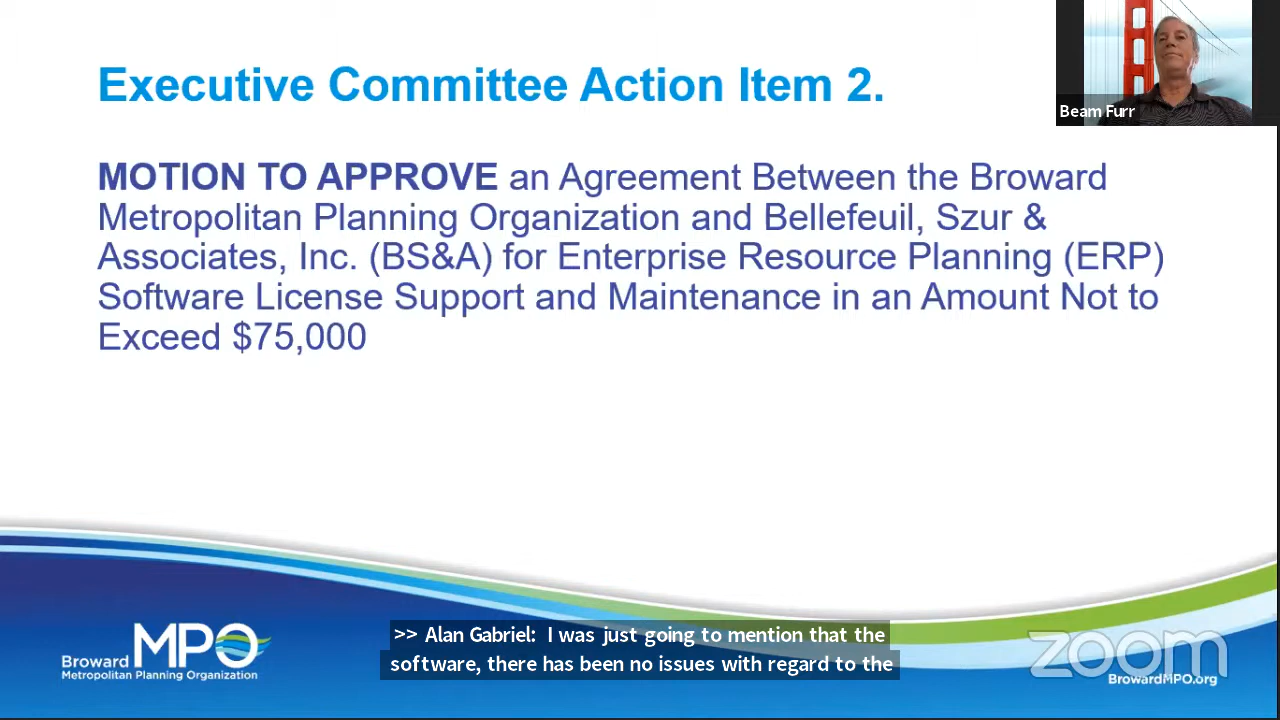 Executive Committee Action Item 2.
Beam Furr
MOTION TO APPROVE an Agreement Between the Broward
Metropolitan Planning Organization and Bellefeuil, Szur &
Associates, Inc. (BS&A) for Enterprise Resource Planning (ERP)
Software License Support and Maintenance in an Amount Not to
Exceed $75,000
>> Alan Gabriel: I was just going to mention that the
software, there has been no issues with regard to the
Broward MPO
Metropolitan Planning Organization
zoom
BrowardMPO.org